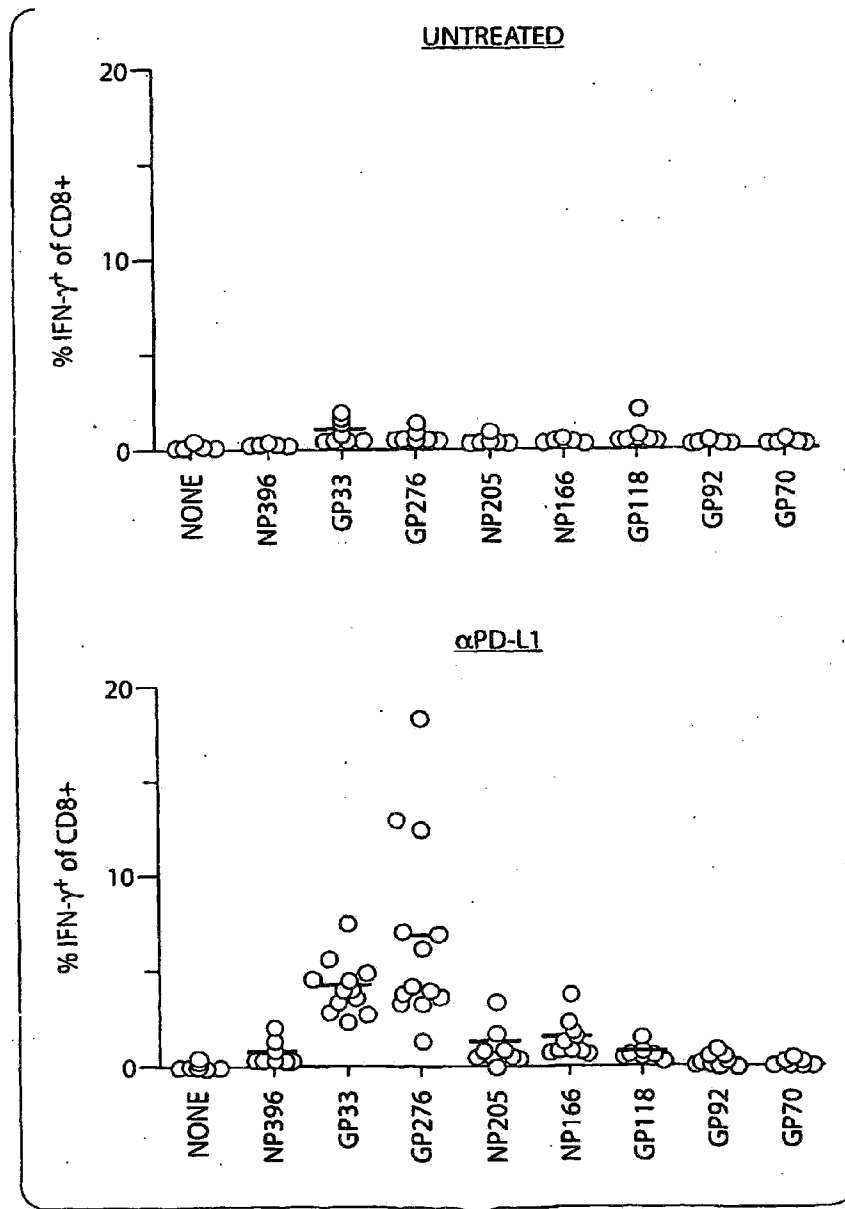 UNTREATED
20
10
0
% IFN-γ⁺ of CD8+
NONE
NP396
GP33
GP276
NP205
NP166
GP118
GP92
GP70
αPD-L1
20
10
0
% IFN-γ⁺ of CD8+
NONE
NP396
GP33
GP276
NP205
NP166
GP118
GP92
GP70